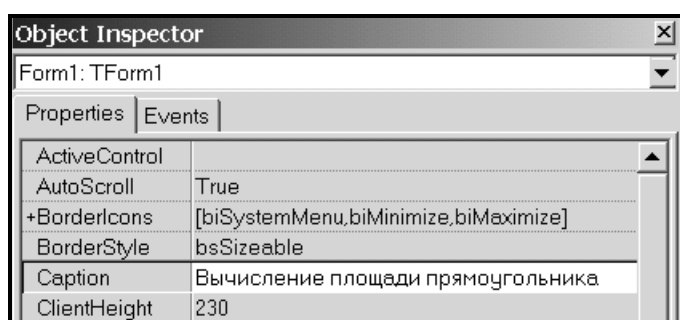 Object Inspector
Form1: TForm1
Properties Events
ActiveControl
AutoScroll True
+BorderIcons [biSystemMenu,biMinimize,biMaximize]
BorderStyle bsSizeable
Caption Вычисление площади прямоугольника
ClientHeight 230